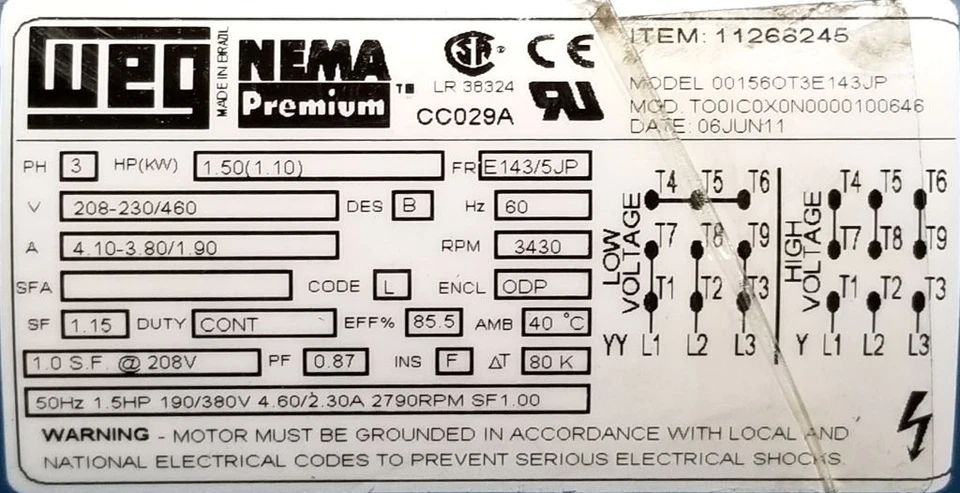 WEG
MADE IN BRAZIL
NEMA
Premium™
SA ®
LR 38324
CC029A
CE
RU
ITEM: 11266245
MODEL 00156OT3E143JP
MOD. TO0IC0X0N0000100646
DATE: 06JUN11
PH 3 HP(KW) 1.50(1.10) FR E143/5JP
V 208-230/460 DES B Hz 60
A 4.10-3.80/1.90 RPM 3430
SFA CODE L ENCL ODP
SF 1.15 DUTY CONT EFF% 85.5 AMB 40 °C
1.0 S.F. @ 208V PF 0.87 INS F ΔT 80 K
50Hz 1.5HP 190/380V 4.60/2.30A 2790RPM SF1.00
LOW VOLTAGE
T4 T5 T6
T7 T8 T9
T1 T2 T3
YY L1 L2 L3
HIGH VOLTAGE
T4 T5 T6
T7 T8 T9
T1 T2 T3
Y L1 L2 L3
WARNING - MOTOR MUST BE GROUNDED IN ACCORDANCE WITH LOCAL AND
NATIONAL ELECTRICAL CODES TO PREVENT SERIOUS ELECTRICAL SHOCKS.